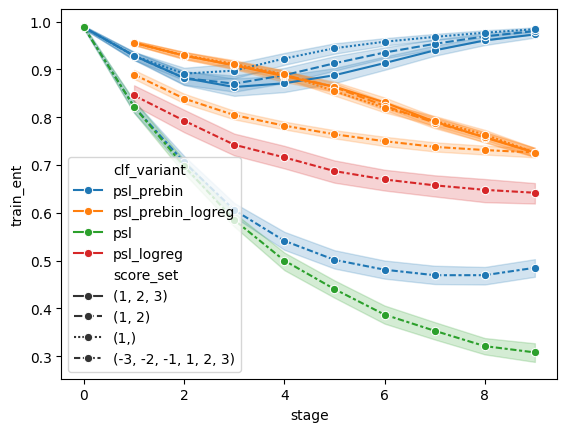 1.0
0.9
0.8
0.7
0.6
0.5
0.4
0.3
train_ent
clf_variant
psl_prebin
psl_prebin_logreg
psl
psl_logreg
score_set
(1, 2, 3)
(1, 2)
(1,)
(-3, -2, -1, 1, 2, 3)
0 2 4 6 8
stage